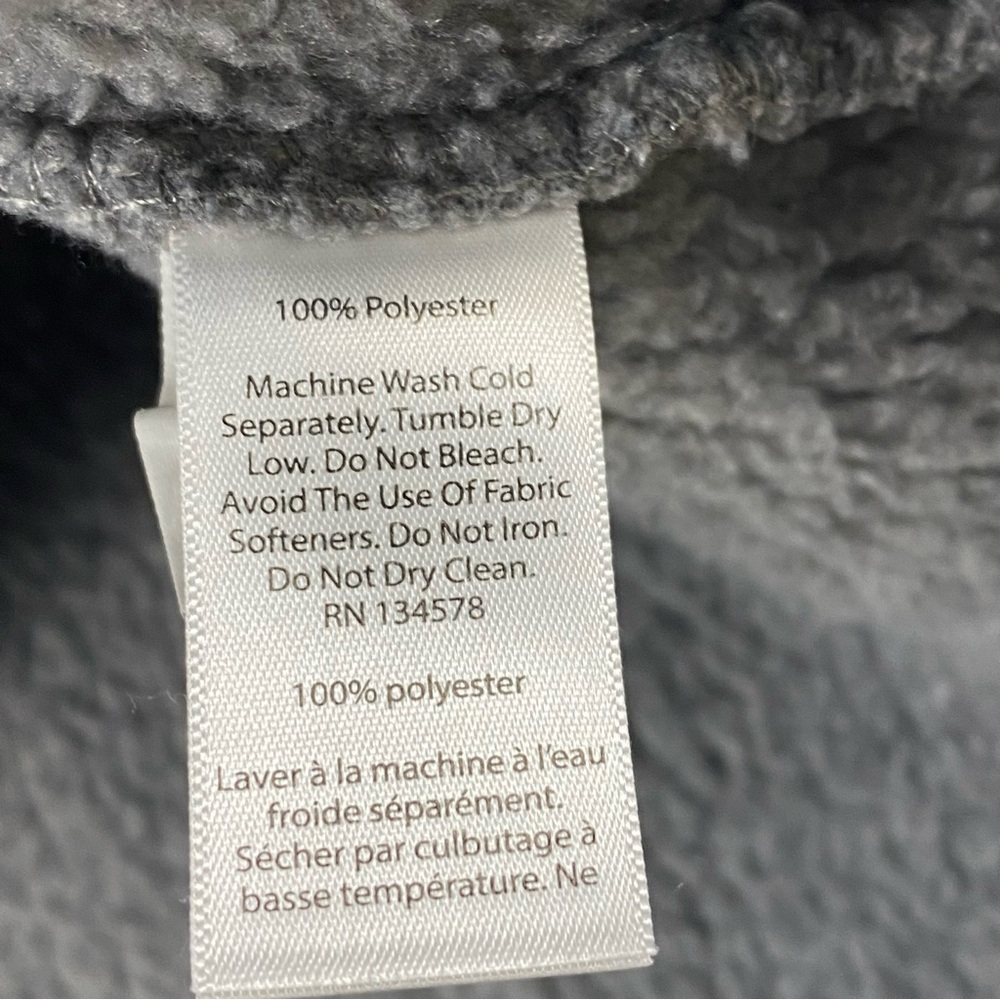 100% Polyester
Machine Wash Cold
Separately. Tumble Dry
Low. Do Not Bleach.
Avoid The Use Of Fabric
Softeners. Do Not Iron.
Do Not Dry Clean.
RN 134578
100% polyester
Laver à la machine à l'eau
froide séparément.
Sécher par culbutage à
basse température. Ne